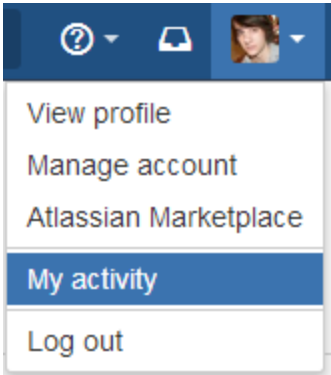 View profile
Manage account
Atlassian Marketplace
My activity
Log out